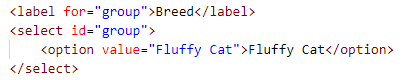 <label for="group">Breed</label>
<select id="group">
    <option value="Fluffy Cat">Fluffy Cat</option>
</select>